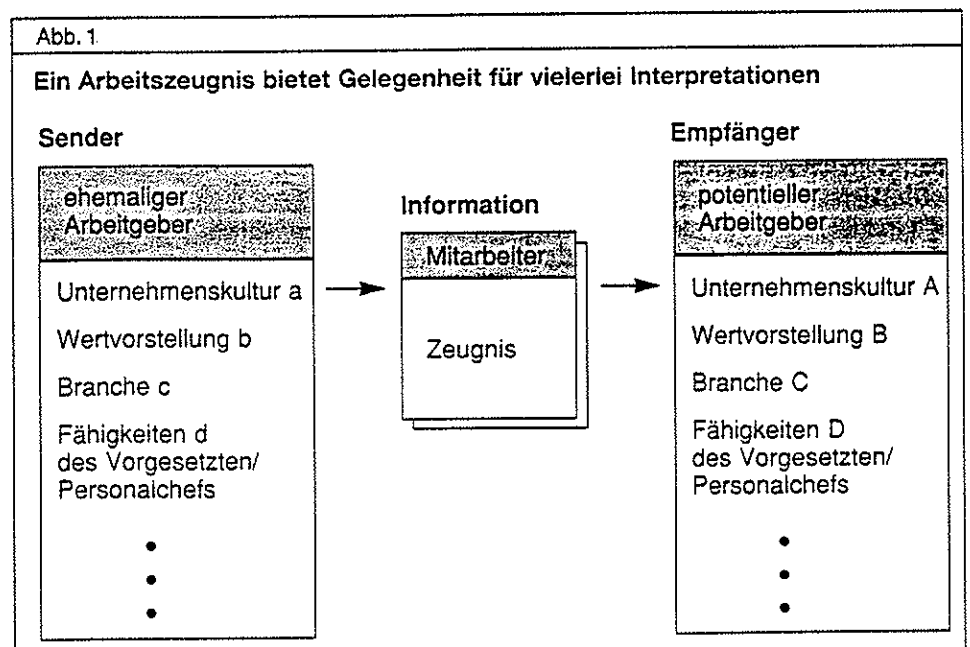 Abb. 1
Ein Arbeitszeugnis bietet Gelegenheit für vielerlei Interpretationen
Sender
ehemaliger
Arbeitgeber
Unternehmenskultur a
Wertvorstellung b
Branche c
Fähigkeiten d
des Vorgesetzten/
Personalchefs
Information
Mitarbeiter
Zeugnis
Empfänger
potentieller
Arbeitgeber
Unternehmenskultur A
Wertvorstellung B
Branche C
Fähigkeiten D
des Vorgesetzten/
Personalchefs